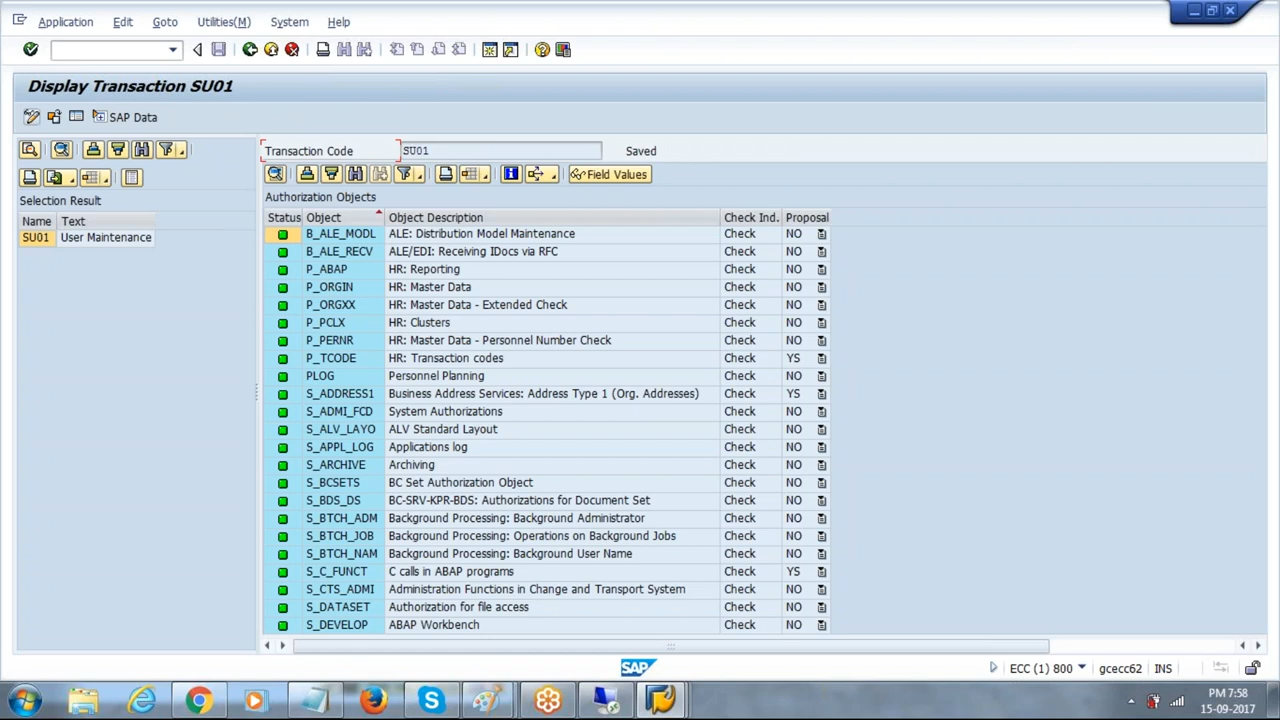 Application Edit Goto Utilities(M) System Help
Display Transaction SU01
SAP Data
Transaction Code SU01 Saved
Field Values
Selection Result
Name Text
SU01 User Maintenance
Authorization Objects
Status Object Object Description Check Ind. Proposal
B_ALE_MODL ALE: Distribution Model Maintenance Check NO
B_ALE_RECV ALE/EDI: Receiving IDocs via RFC Check NO
P_ABAP HR: Reporting Check NO
P_ORGIN HR: Master Data Check NO
P_ORGXX HR: Master Data - Extended Check Check NO
P_PCLX HR: Clusters Check NO
P_PERNR HR: Master Data - Personnel Number Check Check NO
P_TCODE HR: Transaction codes Check YS
PLOG Personnel Planning Check NO
S_ADDRESS1 Business Address Services: Address Type 1 (Org. Addresses) Check YS
S_ADMI_FCD System Authorizations Check NO
S_ALV_LAYO ALV Standard Layout Check NO
S_APPL_LOG Applications log Check NO
S_ARCHIVE Archiving Check NO
S_BCSETS BC Set Authorization Object Check NO
S_BDS_DS BC-SRV-KPR-BDS: Authorizations for Document Set Check NO
S_BTCH_ADM Background Processing: Background Administrator Check NO
S_BTCH_JOB Background Processing: Operations on Background Jobs Check NO
S_BTCH_NAM Background Processing: Background User Name Check NO
S_C_FUNCT C calls in ABAP programs Check YS
S_CTS_ADMI Administration Functions in Change and Transport System Check NO
S_DATASET Authorization for file access Check NO
S_DEVELOP ABAP Workbench Check NO
SAP
ECC (1) 800 gcecc62 INS
PM 7:58
15-09-2017